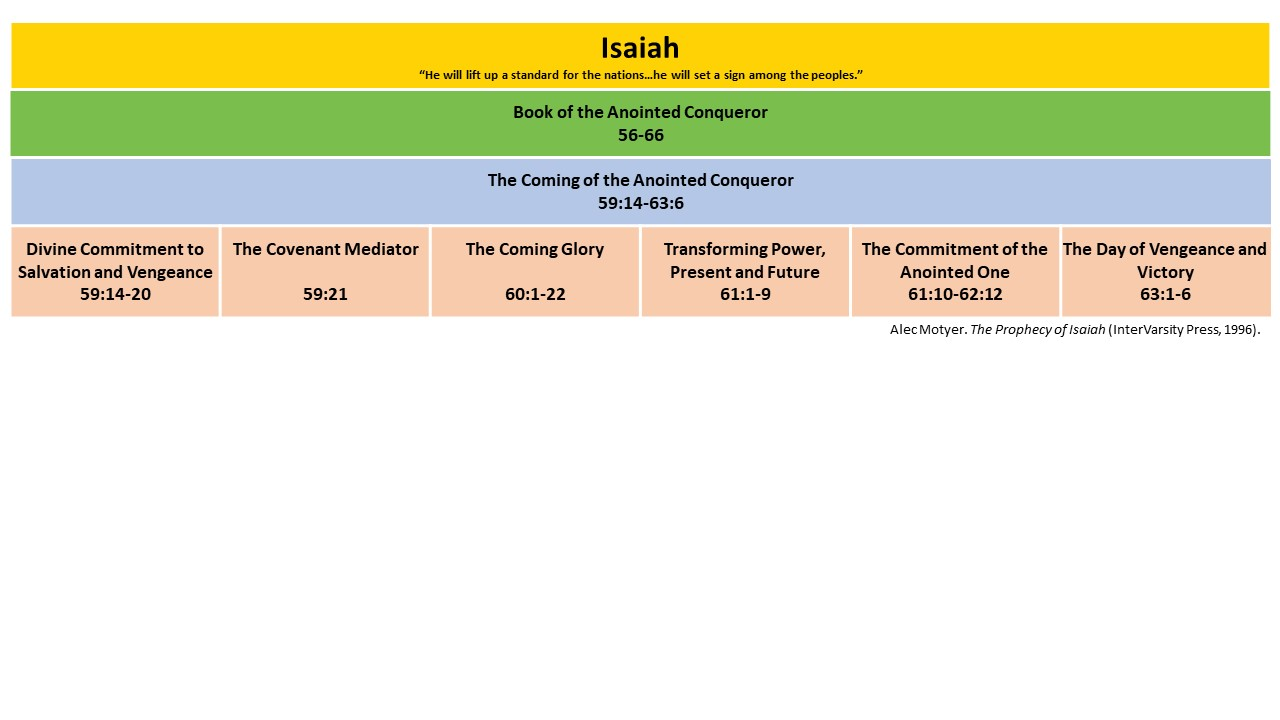 Isaiah
“He will lift up a standard for the nations…he will set a sign among the peoples.”
Book of the Anointed Conqueror
56-66
The Coming of the Anointed Conqueror
59:14-63:6
Divine Commitment to
Salvation and Vengeance
59:14-20
The Covenant Mediator
59:21
The Coming Glory
60:1-22
Transforming Power,
Present and Future
61:1-9
The Commitment of the
Anointed One
61:10-62:12
The Day of Vengeance and
Victory
63:1-6
Alec Motyer. The Prophecy of Isaiah (InterVarsity Press, 1996).